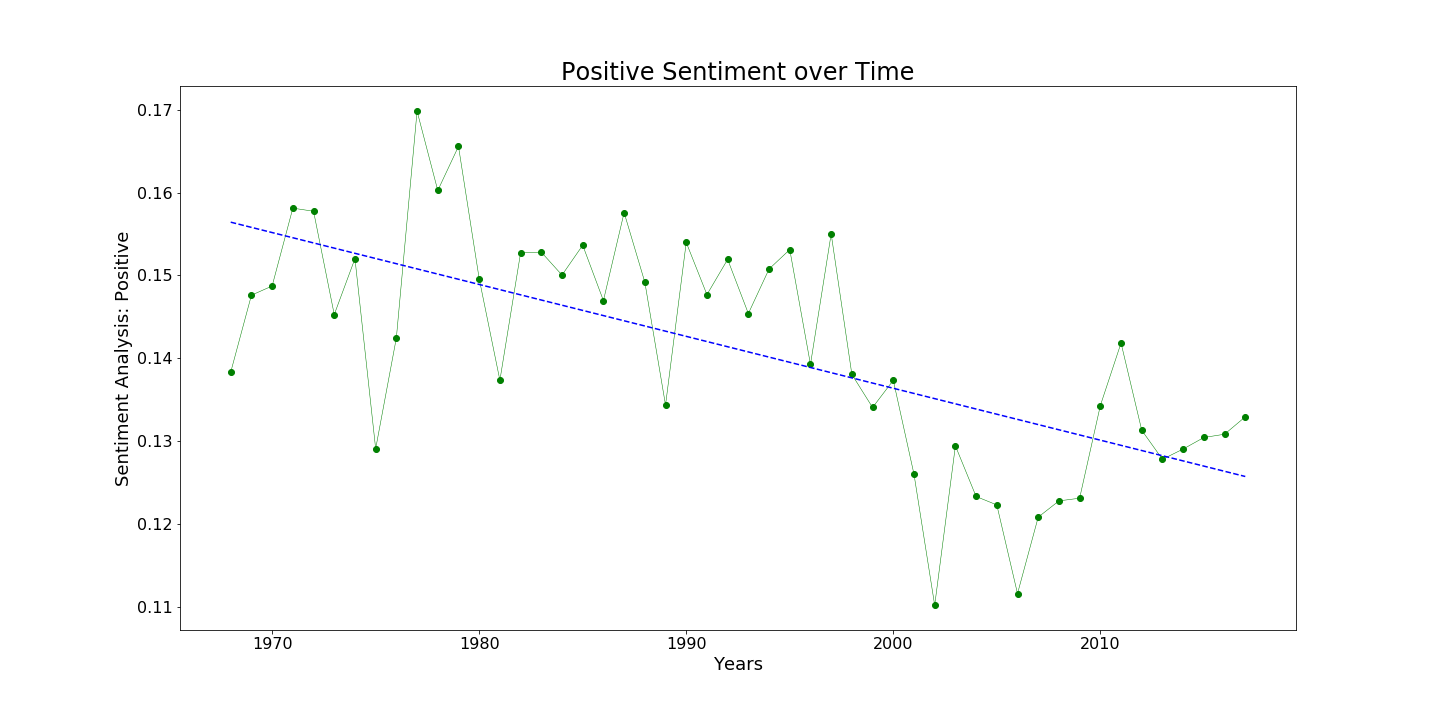 Positive Sentiment over Time
0.17
0.16
0.15
0.14
0.13
0.12
0.11
Sentiment Analysis: Positive
1970 1980 1990 2000 2010
Years